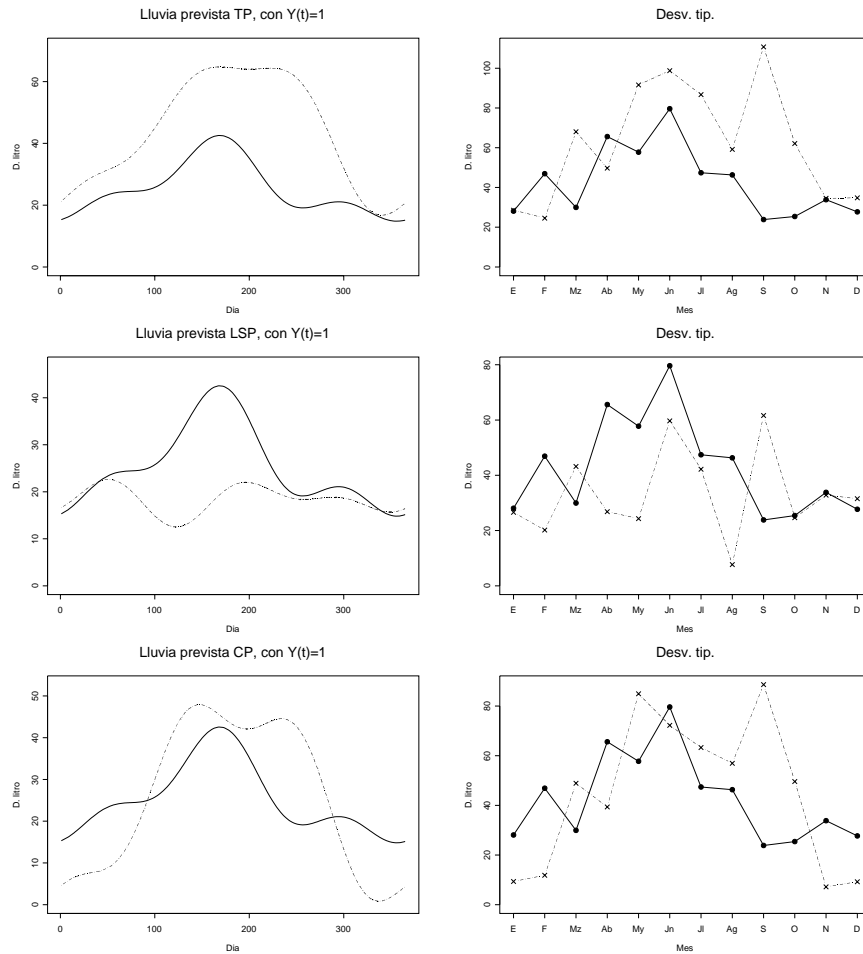 Lluvia prevista TP, con Y(t)=1
D. litro
0 20 40 60
0 100 200 300
Dia
Desv. tip.
D. litro
0 20 40 60 80 100
E F Mz Ab My Jn Jl Ag S O N D
Mes
Lluvia prevista LSP, con Y(t)=1
D. litro
0 10 20 30 40
0 100 200 300
Dia
Desv. tip.
D. litro
0 20 40 60 80
E F Mz Ab My Jn Jl Ag S O N D
Mes
Lluvia prevista CP, con Y(t)=1
D. litro
0 10 20 30 40 50
0 100 200 300
Dia
Desv. tip.
D. litro
0 20 40 60 80
E F Mz Ab My Jn Jl Ag S O N D
Mes